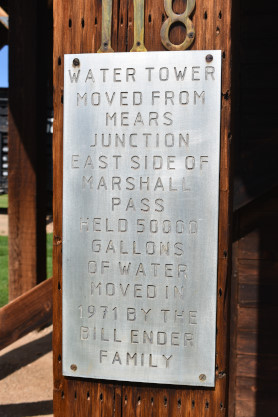 118
WATER TOWER
MOVED FROM
MEARS
JUNCTION
EAST SIDE OF
MARSHALL
PASS
HELD 50000
GALLONS
OF WATER
MOVED IN
1971 BY THE
BILL ENDER
FAMILY